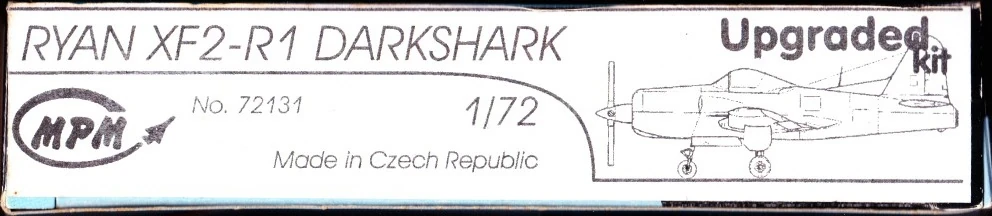 RYAN XF2-R1 DARKSHARK
Upgraded
kit
MPM
No. 72131
1/72
Made in Czech Republic